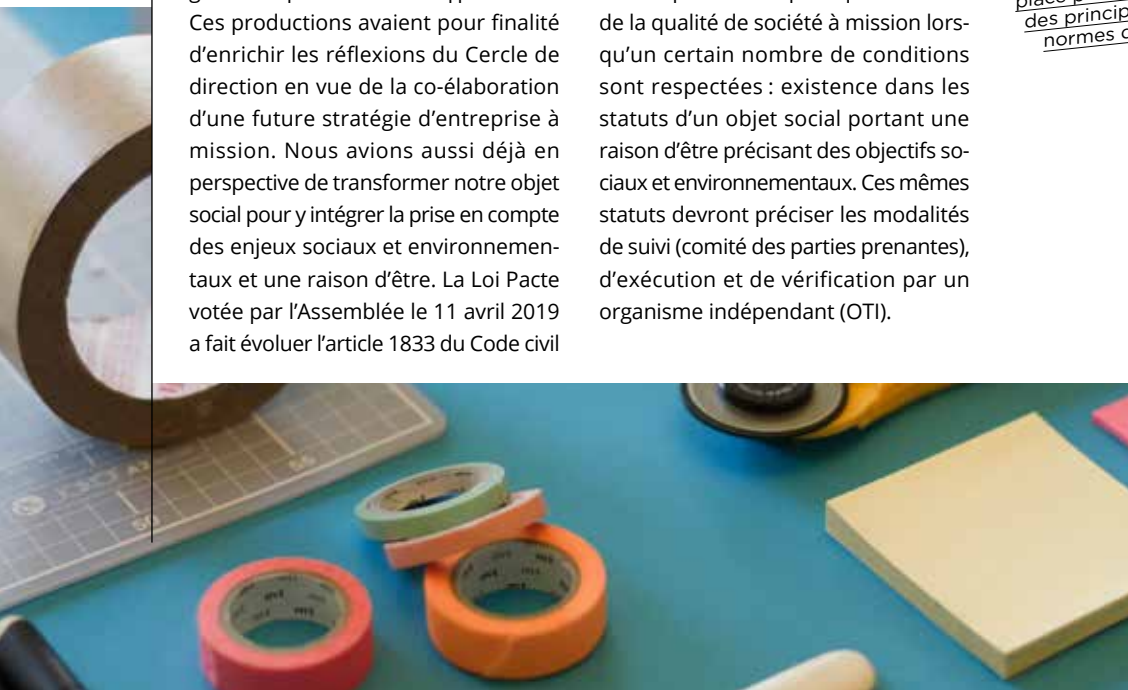 Ces productions avaient pour finalité
d'enrichir les réflexions du Cercle de
direction en vue de la co-élaboration
d'une future stratégie d'entreprise à
mission. Nous avions aussi déjà en
perspective de transformer notre objet
social pour y intégrer la prise en compte
des enjeux sociaux et environnemen-
taux et une raison d'être. La Loi Pacte
votée par l'Assemblée le 11 avril 2019
a fait évoluer l'article 1833 du Code civil
de la qualité de société à mission lors-
qu'un certain nombre de conditions
sont respectées : existence dans les
statuts d'un objet social portant une
raison d'être précisant des objectifs so-
ciaux et environnementaux. Ces mêmes
statuts devront préciser les modalités
de suivi (comité des parties prenantes),
d'exécution et de vérification par un
organisme indépendant (OTI).
des
normes
50
55
mt
mt
mt
mt